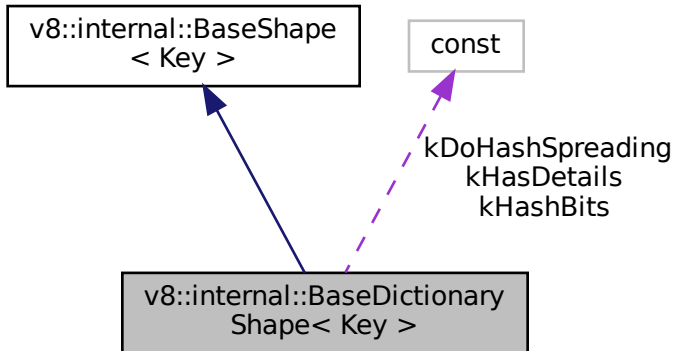 v8::internal::BaseShape
< Key >
const
kDoHashSpreading
kHasDetails
kHashBits
v8::internal::BaseDictionary
Shape< Key >